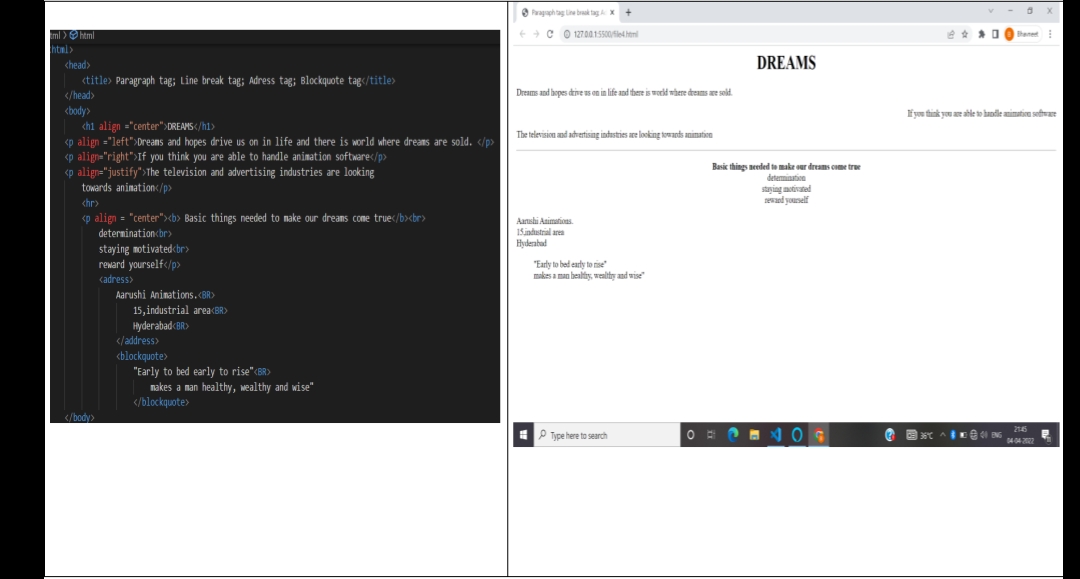 tml > html
html>
<head>
<title> Paragraph tag; Line break tag; Adress tag; Blockquote tag</title>
</head>
<body>
<h1 align ="center">DREAMS</h1>
<p align ="left">Dreams and hopes drive us on in life and there is world where dreams are sold. </p>
<p align="right">If you think you are able to handle animation software</p>
<p align="justify">The television and advertising industries are looking
towards animation</p>
<hr>
<p align = "center"><b> Basic things needed to make our dreams come true</b><br>
determination<br>
staying motivated<br>
reward yourself</p>
<adress>
Aarushi Animations.<BR>
15,industrial area<BR>
Hyderabad<BR>
</address>
<blockquote>
"Early to bed early to rise"<BR>
makes a man healthy, wealthy and wise"
</blockquote>
</body>
Paragraph tag; Line break tag; A
127.0.0.1:5500/file4.html
DREAMS
Dreams and hopes drive us on in life and there is world where dreams are sold.
If you think you are able to handle animation software
The television and advertising industries are looking towards animation
Basic things needed to make our dreams come true
determination
staying motivated
reward yourself
Aarushi Animations.
15,industrial area
Hyderabad
"Early to bed early to rise"
makes a man healthy, wealthy and wise"
Type here to search
36°C
ENG
21:45
04-04-2022